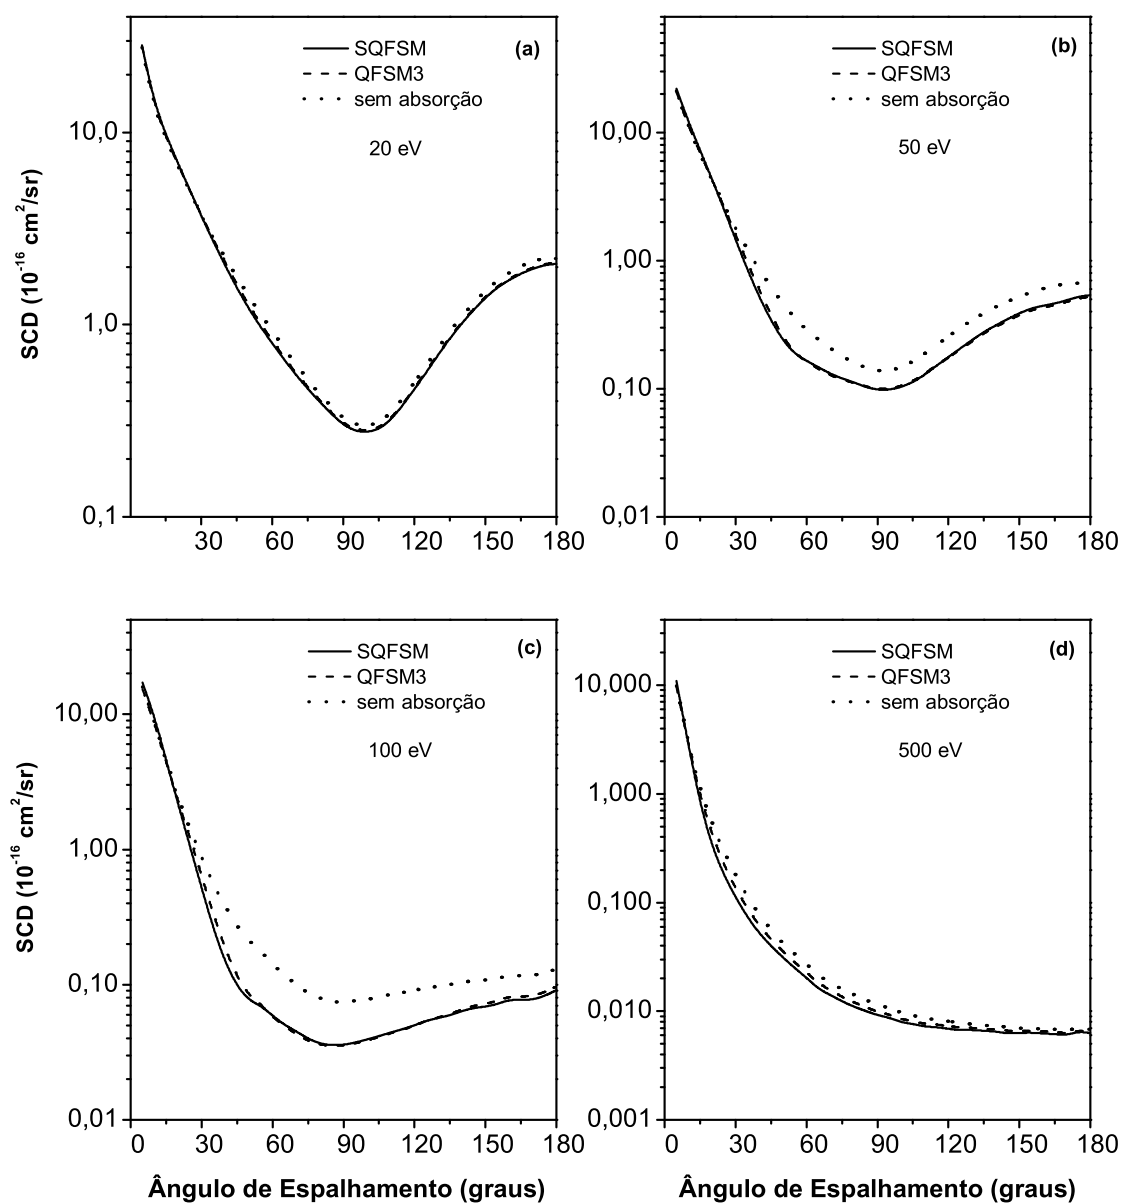 SQFSM
(a)
QFSM3
sem absorção
20 eV
10,0
1,0
0,1
30 60 90 120 150 180
SCD (10⁻¹⁶ cm²/sr)
SQFSM
(b)
QFSM3
sem absorção
50 eV
10,00
1,00
0,10
0,01
0 30 60 90 120 150 180
SQFSM
(c)
QFSM3
sem absorção
100 eV
10,00
1,00
0,10
0,01
0 30 60 90 120 150 180
SCD (10⁻¹⁶ cm²/sr)
Ângulo de Espalhamento (graus)
SQFSM
(d)
QFSM3
sem absorção
500 eV
10,000
1,000
0,100
0,010
0,001
0 30 60 90 120 150 180
Ângulo de Espalhamento (graus)